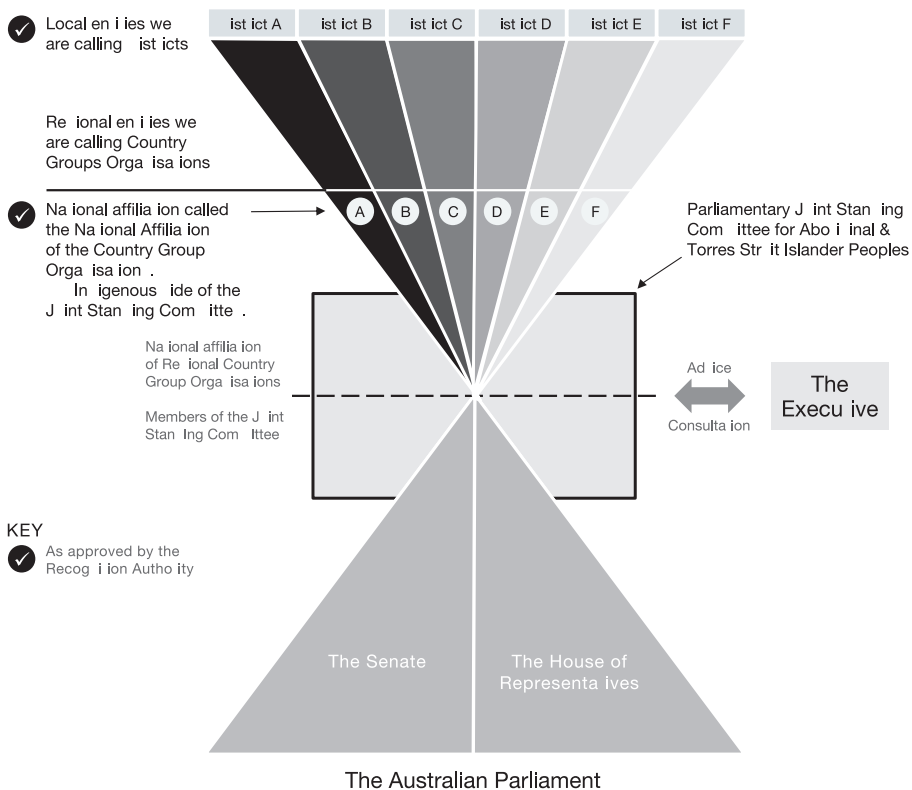 ist ict A
ist ict B
ist ict C
ist ict D
ist ict E
ist ict F
Local en i ies we
are calling ist icts
Re ional en i ies we
are calling Country
Groups Orga isa ions
Na ional affilia ion called
the Na ional Affilia ion
of the Country Group
Orga isa ion .
In igenous ide of the
J int Stan ing Com itte .
A
B
C
D
E
F
Parliamentary J int Stan ing
Com ittee for Abo i inal &
Torres Str it Islander Peoples
Na ional affilia ion
of Re ional Country
Group Orga isa ions
Members of the J int
Stan ing Com ittee
Ad ice
Consulta ion
The
Execu ive
KEY
As approved by the
Recog i ion Autho ity
The Senate
The House of
Representa ives
The Australian Parliament